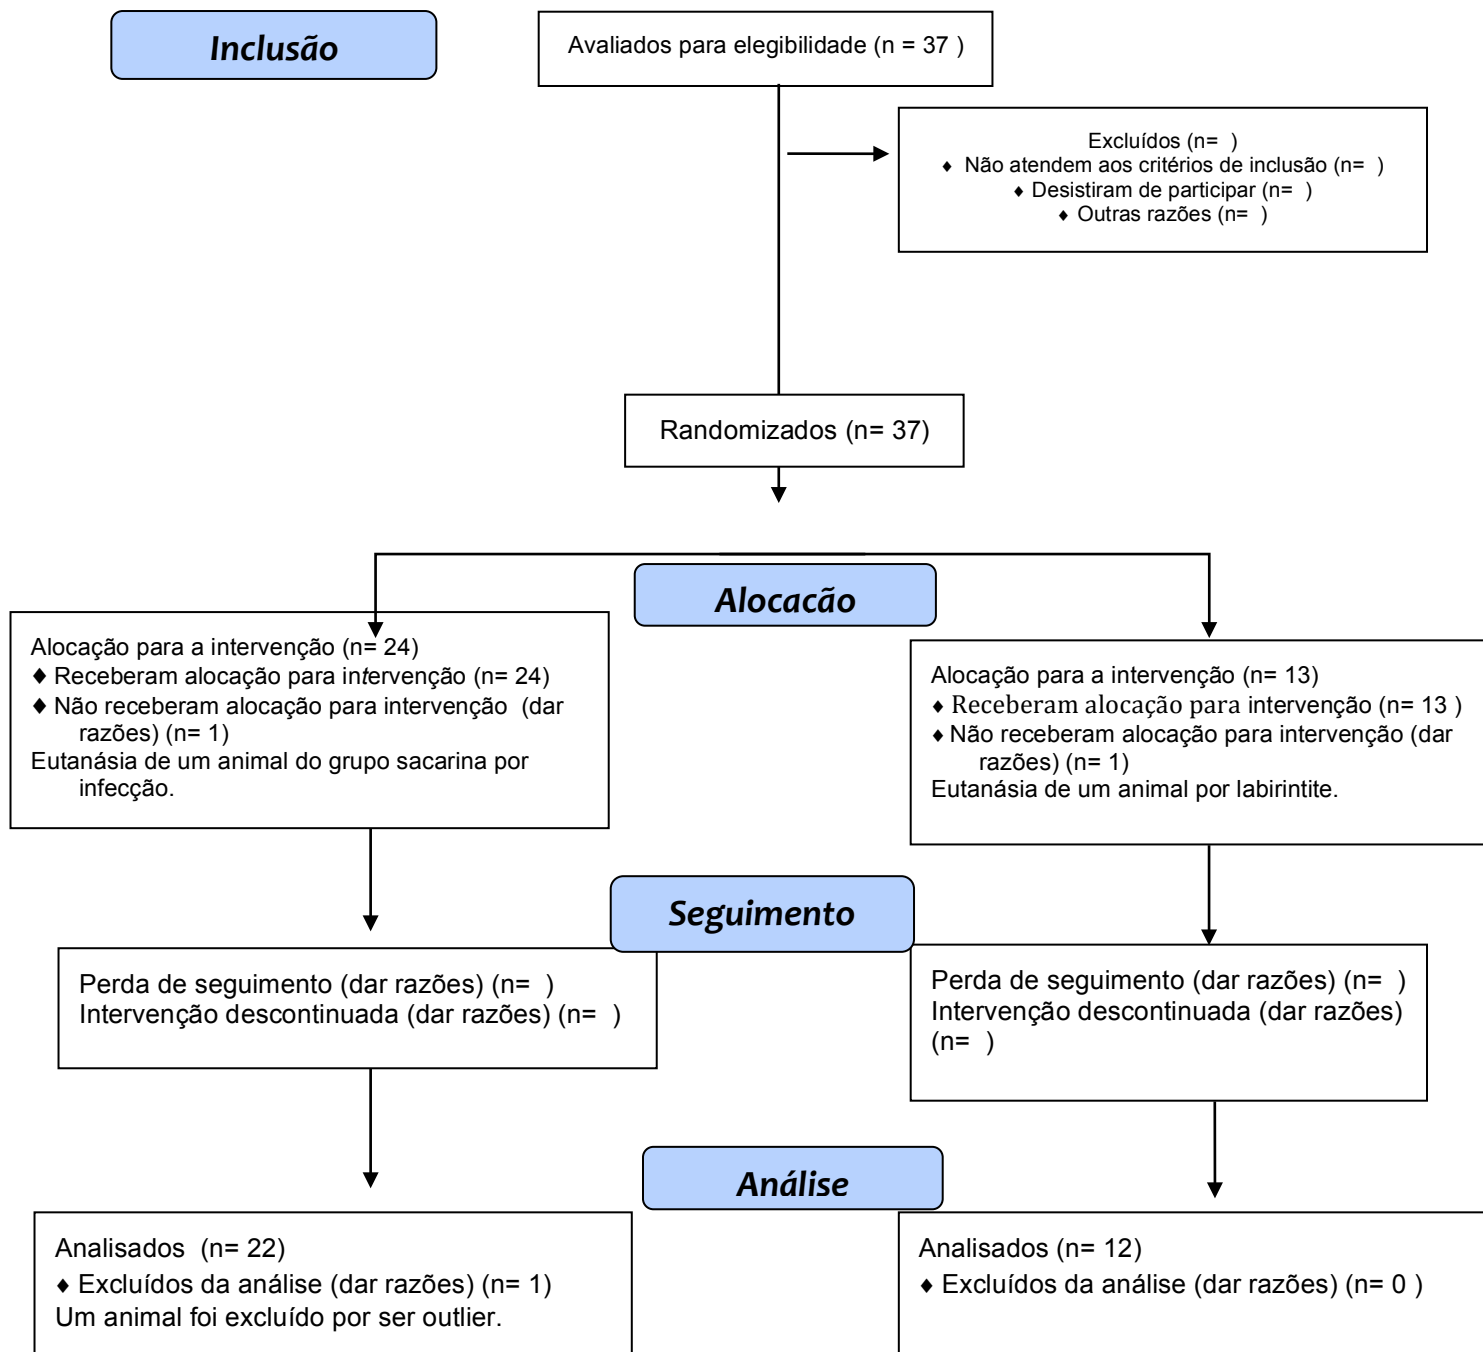 Inclusão
Avaliados para elegibilidade (n = 37 )
Excluídos (n=  )
♦ Não atendem aos critérios de inclusão (n=  )
♦ Desistiram de participar (n=  )
♦ Outras razões (n=  )
Randomizados (n= 37)
Alocacão
Alocação para a intervenção (n= 24)
♦ Receberam alocação para intervenção (n= 24)
♦ Não receberam alocação para intervenção  (dar
razões) (n= 1)
Eutanásia de um animal do grupo sacarina por
infecção.
Alocação para a intervenção (n= 13)
♦ Receberam alocação para intervenção (n= 13 )
♦ Não receberam alocação para intervenção (dar
razões) (n= 1)
Eutanásia de um animal por labirintite.
Seguimento
Perda de seguimento (dar razões) (n=  )
Intervenção descontinuada (dar razões) (n=  )
Perda de seguimento (dar razões) (n=  )
Intervenção descontinuada (dar razões)
(n=  )
Análise
Analisados  (n= 22)
♦ Excluídos da análise (dar razões) (n= 1)
Um animal foi excluído por ser outlier.
Analisados (n= 12)
♦ Excluídos da análise (dar razões) (n= 0 )